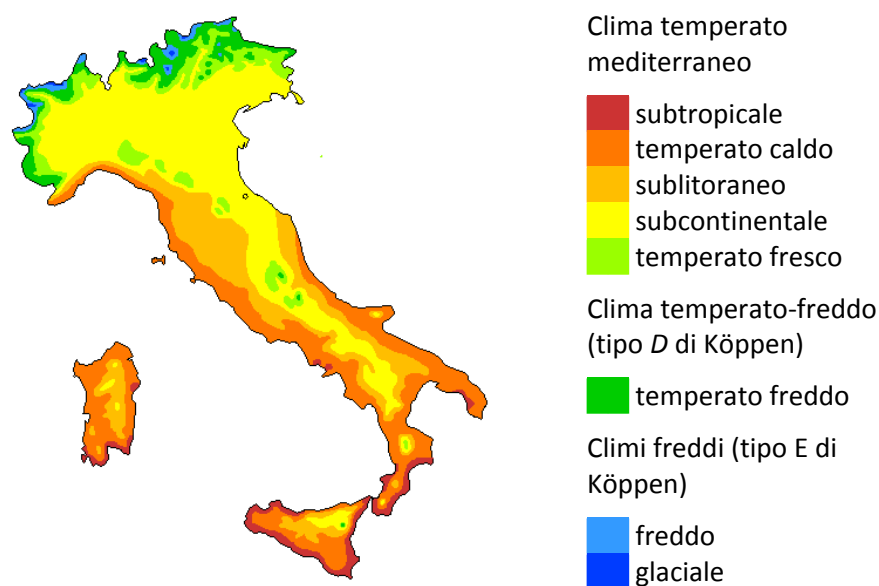 Clima temperato
mediterraneo
subtropicale
temperato caldo
sublitoraneo
subcontinentale
temperato fresco
Clima temperato-freddo
(tipo D di Köppen)
temperato freddo
Climi freddi (tipo E di
Köppen)
freddo
glaciale